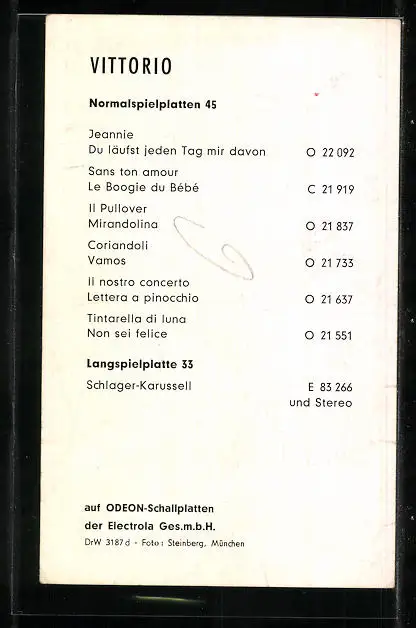 VITTORIO
Normalspielplatten 45
Jeannie
Du läufst jeden Tag mir davon O 22 092
Sans ton amour
Le Boogie du Bébé C 21 919
Il Pullover
Mirandolina O 21 837
Coriandoli
Vamos O 21 733
Il nostro concerto
Lettera a pinocchio O 21 637
Tintarella di luna
Non sei felice O 21 551
Langspielplatte 33
Schlager-Karussell E 83 266
und Stereo
auf ODEON-Schallplatten
der Electrola Ges.m.b.H.
DrW 3187 d - Foto: Steinberg, München